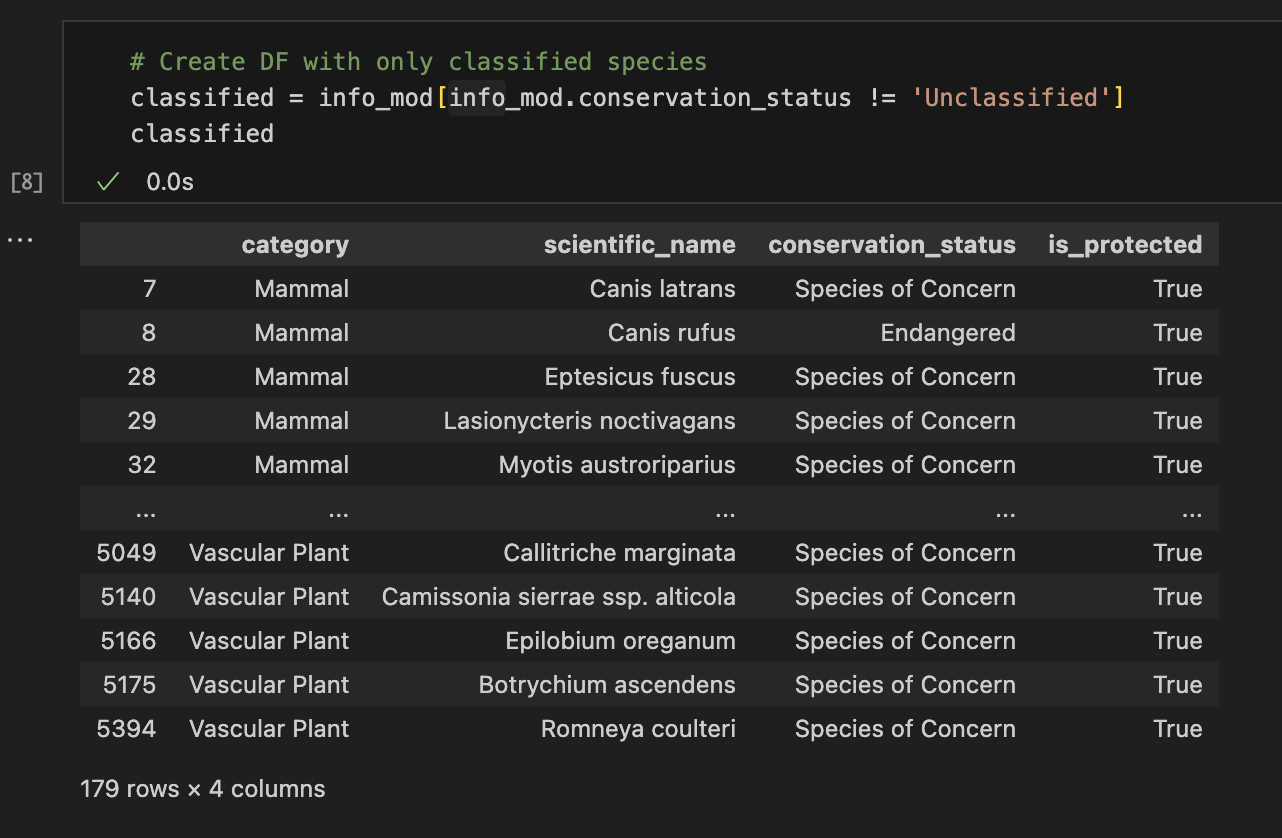 # Create DF with only classified species
classified = info_mod[info_mod.conservation_status != 'Unclassified']
classified
[8] ✓ 0.0s
...
category scientific_name conservation_status is_protected
7 Mammal Canis latrans Species of Concern True
8 Mammal Canis rufus Endangered True
28 Mammal Eptesicus fuscus Species of Concern True
29 Mammal Lasionycteris noctivagans Species of Concern True
32 Mammal Myotis austroriparius Species of Concern True
... ... ... ... ...
5049 Vascular Plant Callitriche marginata Species of Concern True
5140 Vascular Plant Camissonia sierrae ssp. alticola Species of Concern True
5166 Vascular Plant Epilobium oreganum Species of Concern True
5175 Vascular Plant Botrychium ascendens Species of Concern True
5394 Vascular Plant Romneya coulteri Species of Concern True
179 rows × 4 columns